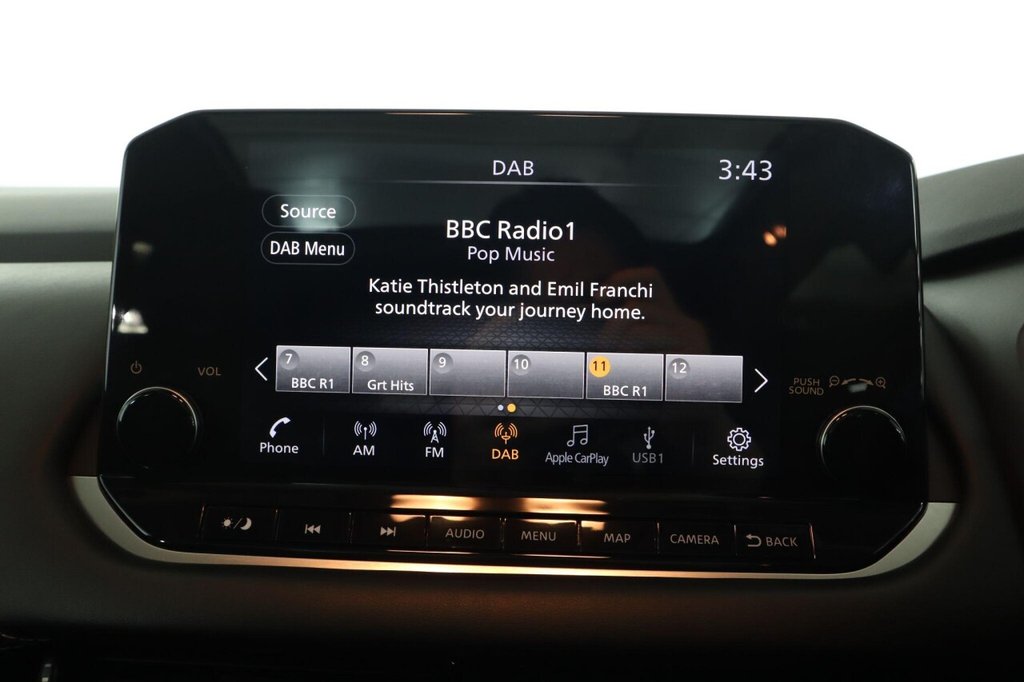 DAB
3:43
Source
DAB Menu
BBC Radio1
Pop Music
Katie Thistleton and Emil Franchi
soundtrack your journey home.
7
BBC R1
8
Grt Hits
9
10
11
BBC R1
12
VOL
PUSH
SOUND
Phone
AM
FM
DAB
Apple CarPlay
USB1
Settings
AUDIO
MENU
MAP
CAMERA
BACK